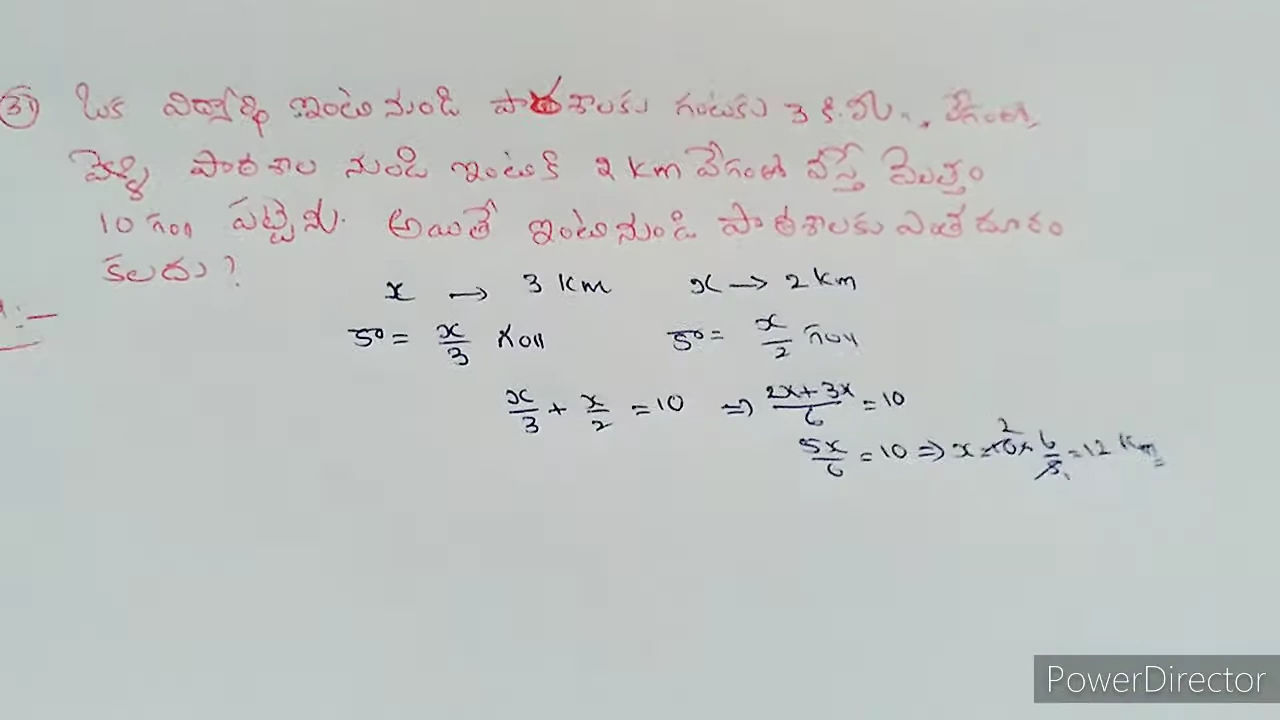 31) ఒక విద్యార్థి ఇంటినుండి పాఠశాలకు గంటకు 3 కి.మీ., వేగంతో
వెళ్ళి పాఠశాల నుండి ఇంటికి 2 Km వేగంతో వస్తే మొత్తం
10 గం॥ పట్టెను. అయితే ఇంటినుండి పాఠశాలకు ఎంత దూరం
కలదు?
x → 3 Km x → 2 Km
కా = x/3 గం॥ కా = x/2 గం॥
x/3 + x/2 = 10 ⇒ (2x+3x)/6 = 10
5x/6 = 10 ⇒ x = 10 2 × 6/5 1 = 12 Km
PowerDirector